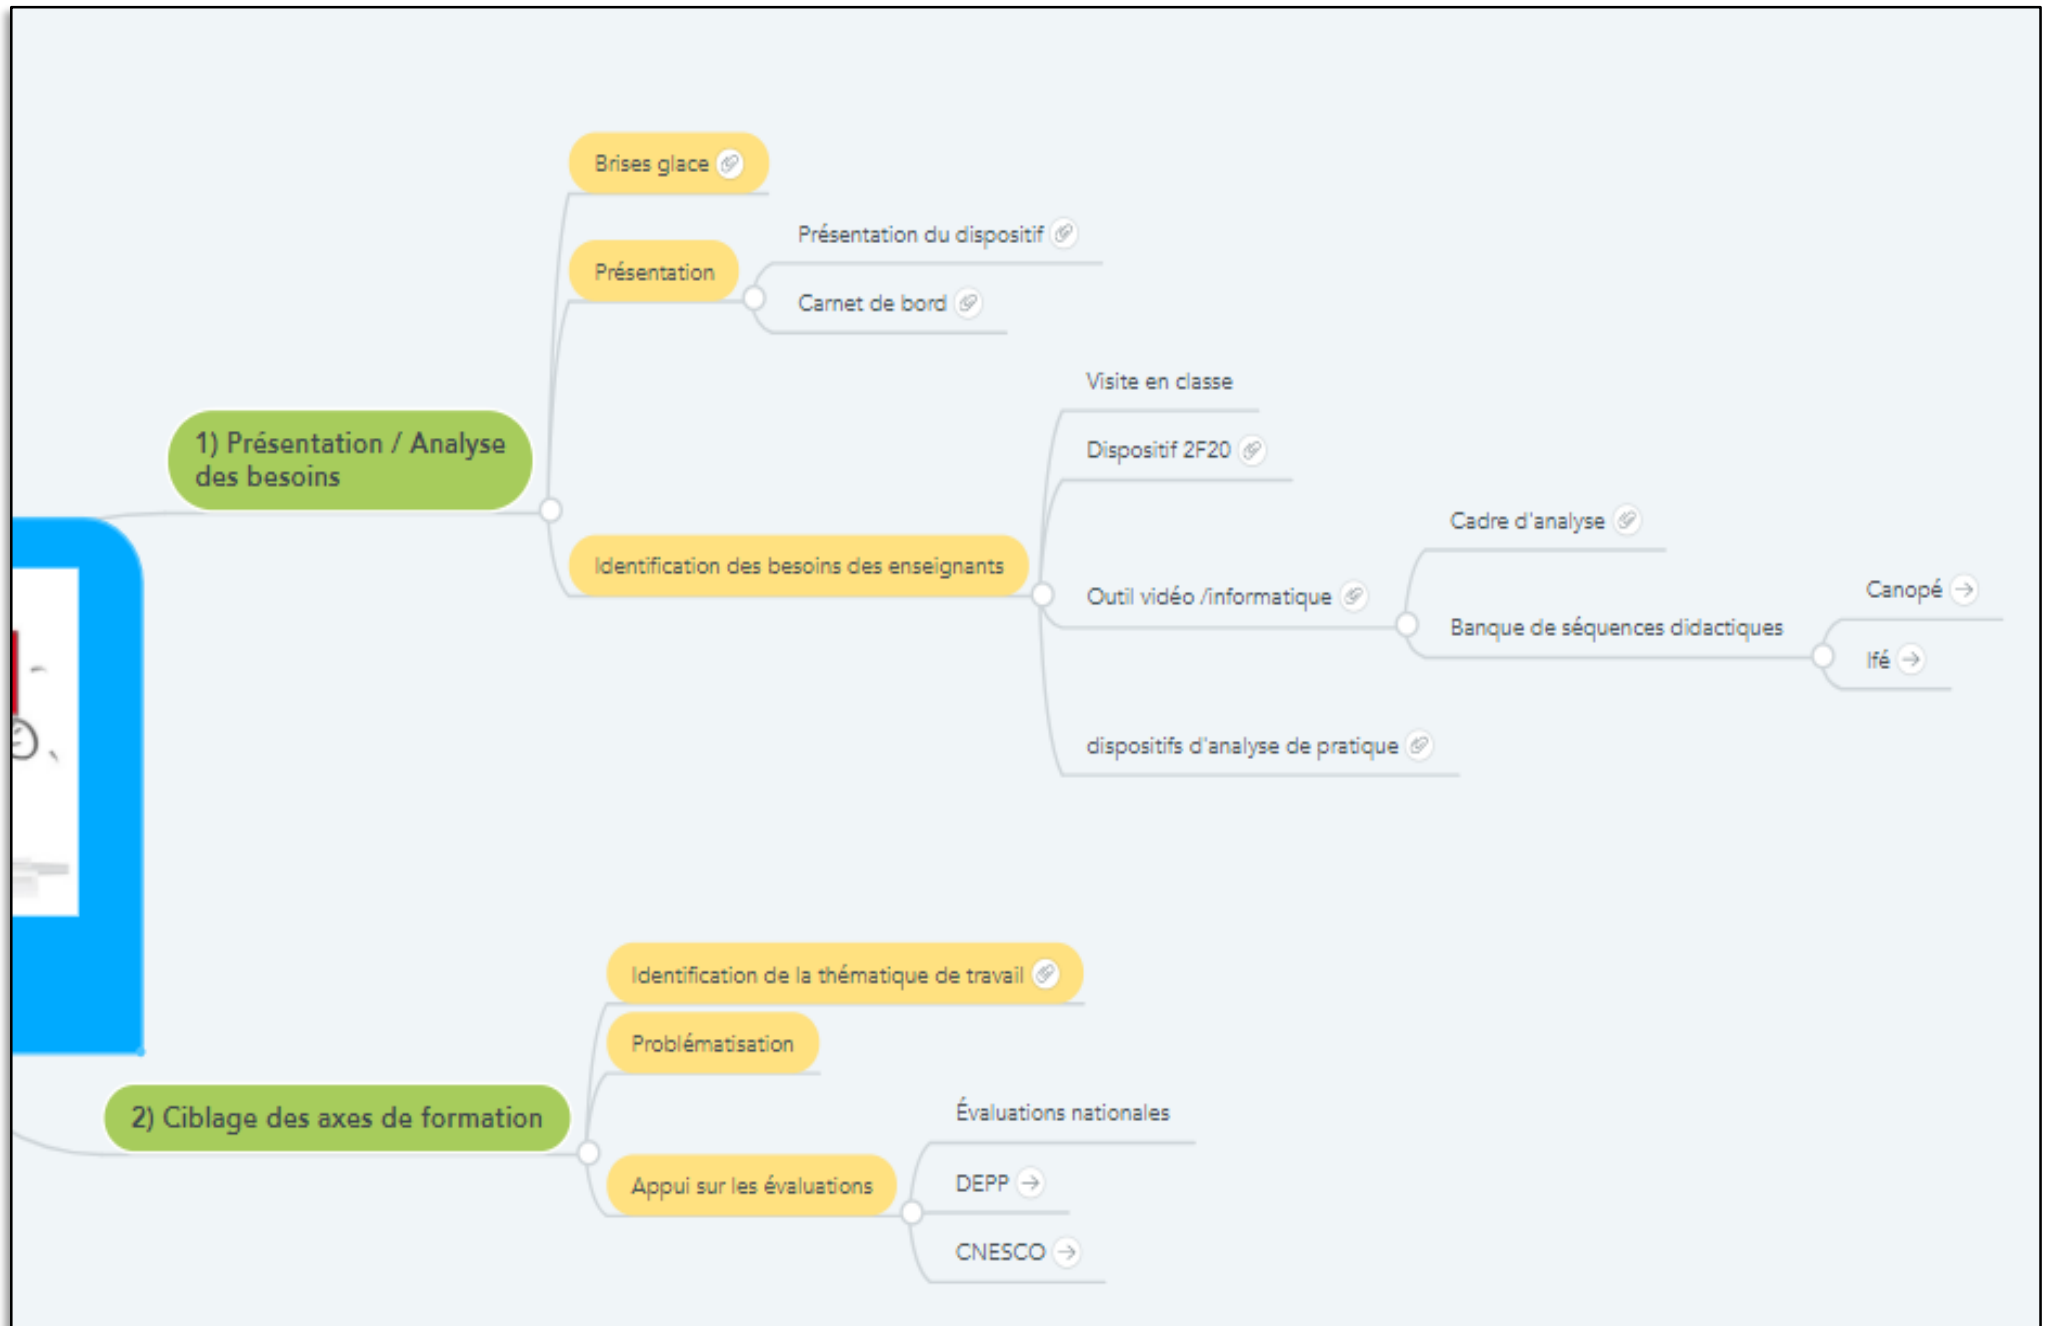 Brises glace
Présentation
Présentation du dispositif
Carnet de bord
1) Présentation / Analyse
des besoins
Identification des besoins des enseignants
Visite en classe
Dispositif 2F20
Outil vidéo /informatique
Cadre d'analyse
Banque de séquences didactiques
Canopé
Ifé
dispositifs d'analyse de pratique
2) Ciblage des axes de formation
Identification de la thématique de travail
Problématisation
Appui sur les évaluations
Évaluations nationales
DEPP
CNESCO